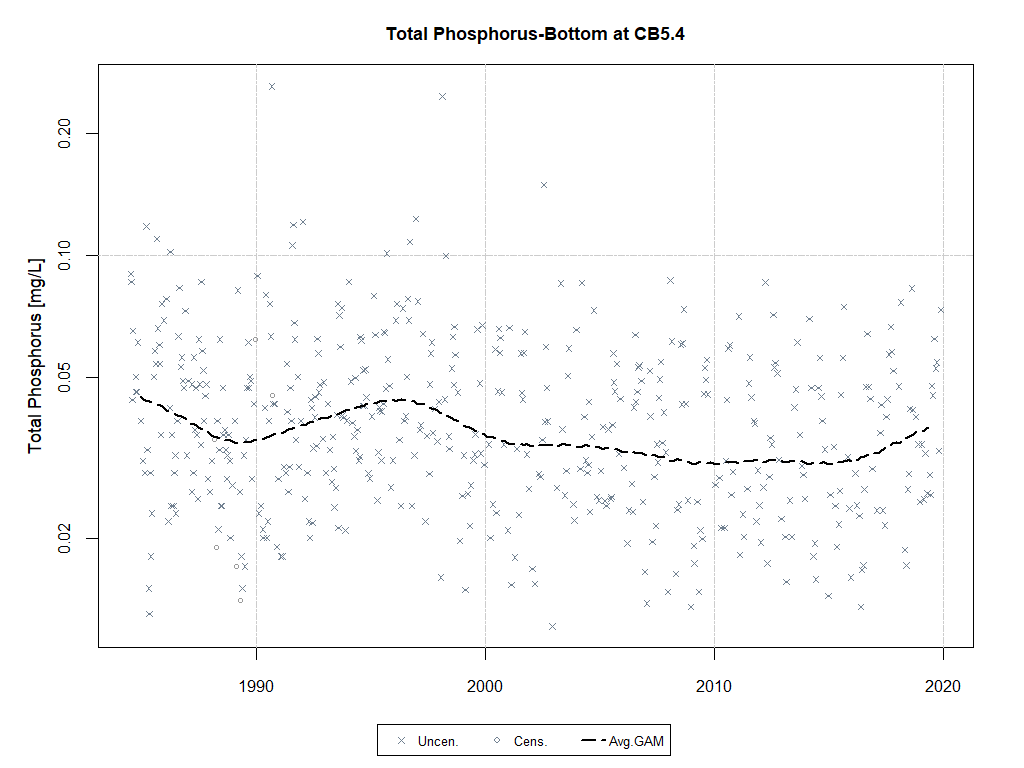 Total Phosphorus-Bottom at CB5.4
Total Phosphorus [mg/L]
0.20
0.10
0.05
0.02
1990 2000 2010 2020
Uncen. Cens. Avg.GAM